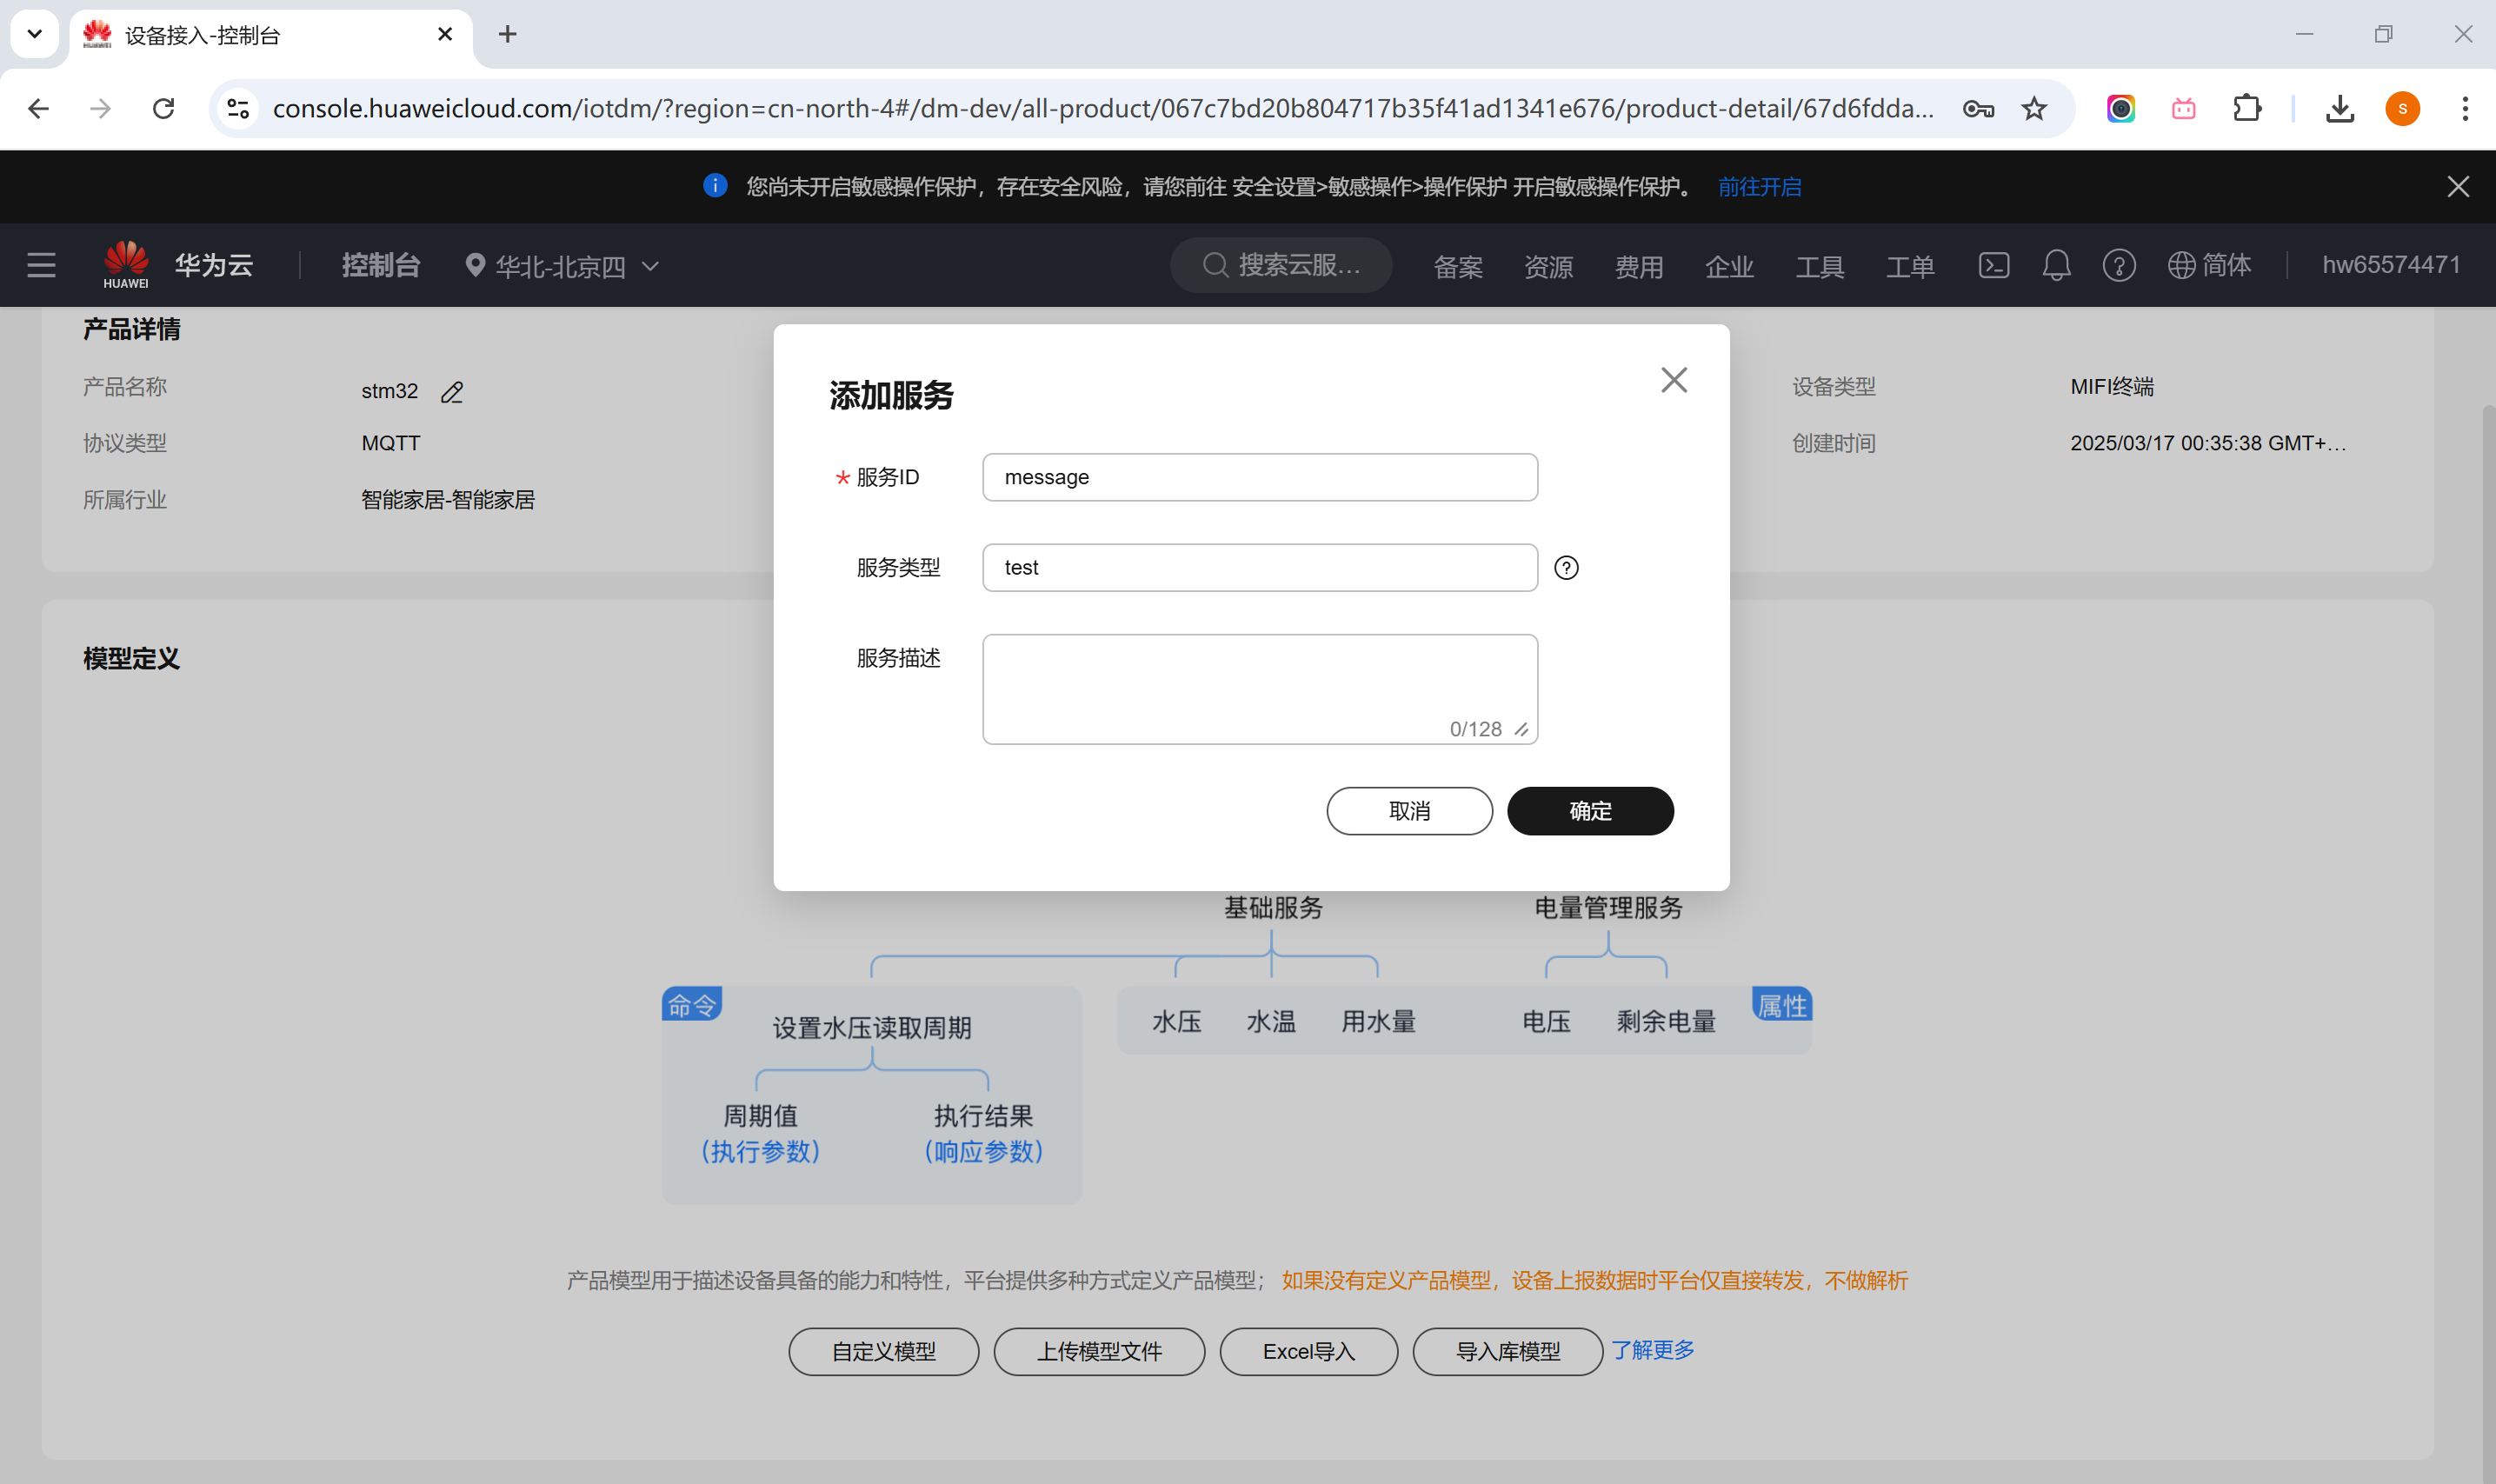 设备接入-控制台
console.huaweicloud.com/iotdm/?region=cn-north-4#/dm-dev/all-product/067c7bd20b804717b35f41ad1341e676/product-detail/67d6fdda...
S
您尚未开启敏感操作保护，存在安全风险，请您前往 安全设置>敏感操作>操作保护 开启敏感操作保护。 前往开启
HUAWEI
华为云
控制台
华北-北京四
搜索云服...
备案
资源
费用
企业
工具
工单
简体
hw65574471
产品详情
产品名称
stm32
设备类型
MIFI终端
协议类型
MQTT
创建时间
2025/03/17 00:35:38 GMT+...
所属行业
智能家居-智能家居
添加服务
* 服务ID
message
服务类型
test
服务描述
0/128
取消
确定
模型定义
基础服务
电量管理服务
命令
设置水压读取周期
水压
水温
用水量
电压
剩余电量
属性
周期值
执行结果
(执行参数)
(响应参数)
产品模型用于描述设备具备的能力和特性，平台提供多种方式定义产品模型；如果没有定义产品模型，设备上报数据时平台仅直接转发，不做解析
自定义模型
上传模型文件
Excel导入
导入库模型
了解更多